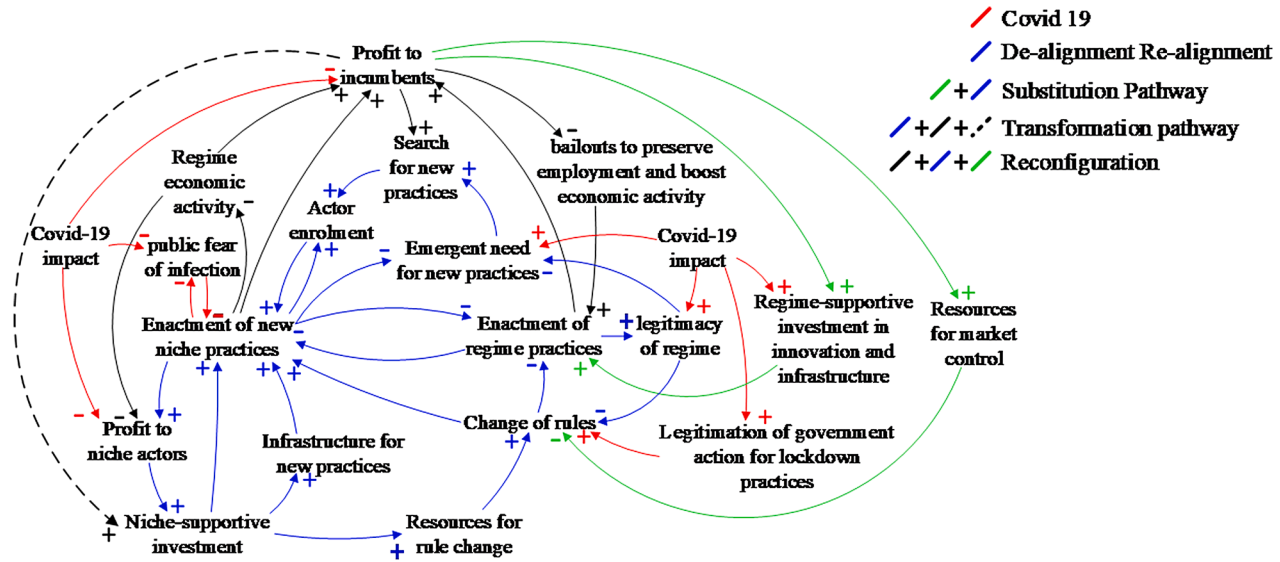 Covid 19
De-alignment Re-alignment
+ Substitution Pathway
+ + Transformation pathway
+ + Reconfiguration
Profit to
incumbents
Search
for new
practices
bailouts to preserve
employment and boost
economic activity
Regime
economic
activity
Actor
enrolment
Covid-19
impact
public fear
of infection
Emergent need
for new practices
Covid-19
impact
Enactment of new
niche practices
Enactment of
regime practices
legitimacy
of regime
Regime-supportive
investment in
innovation and
infrastructure
Resources
for market
control
Profit to
niche actors
Infrastructure for
new practices
Change of rules
Legitimation of government
action for lockdown
practices
Niche-supportive
investment
Resources for
rule change